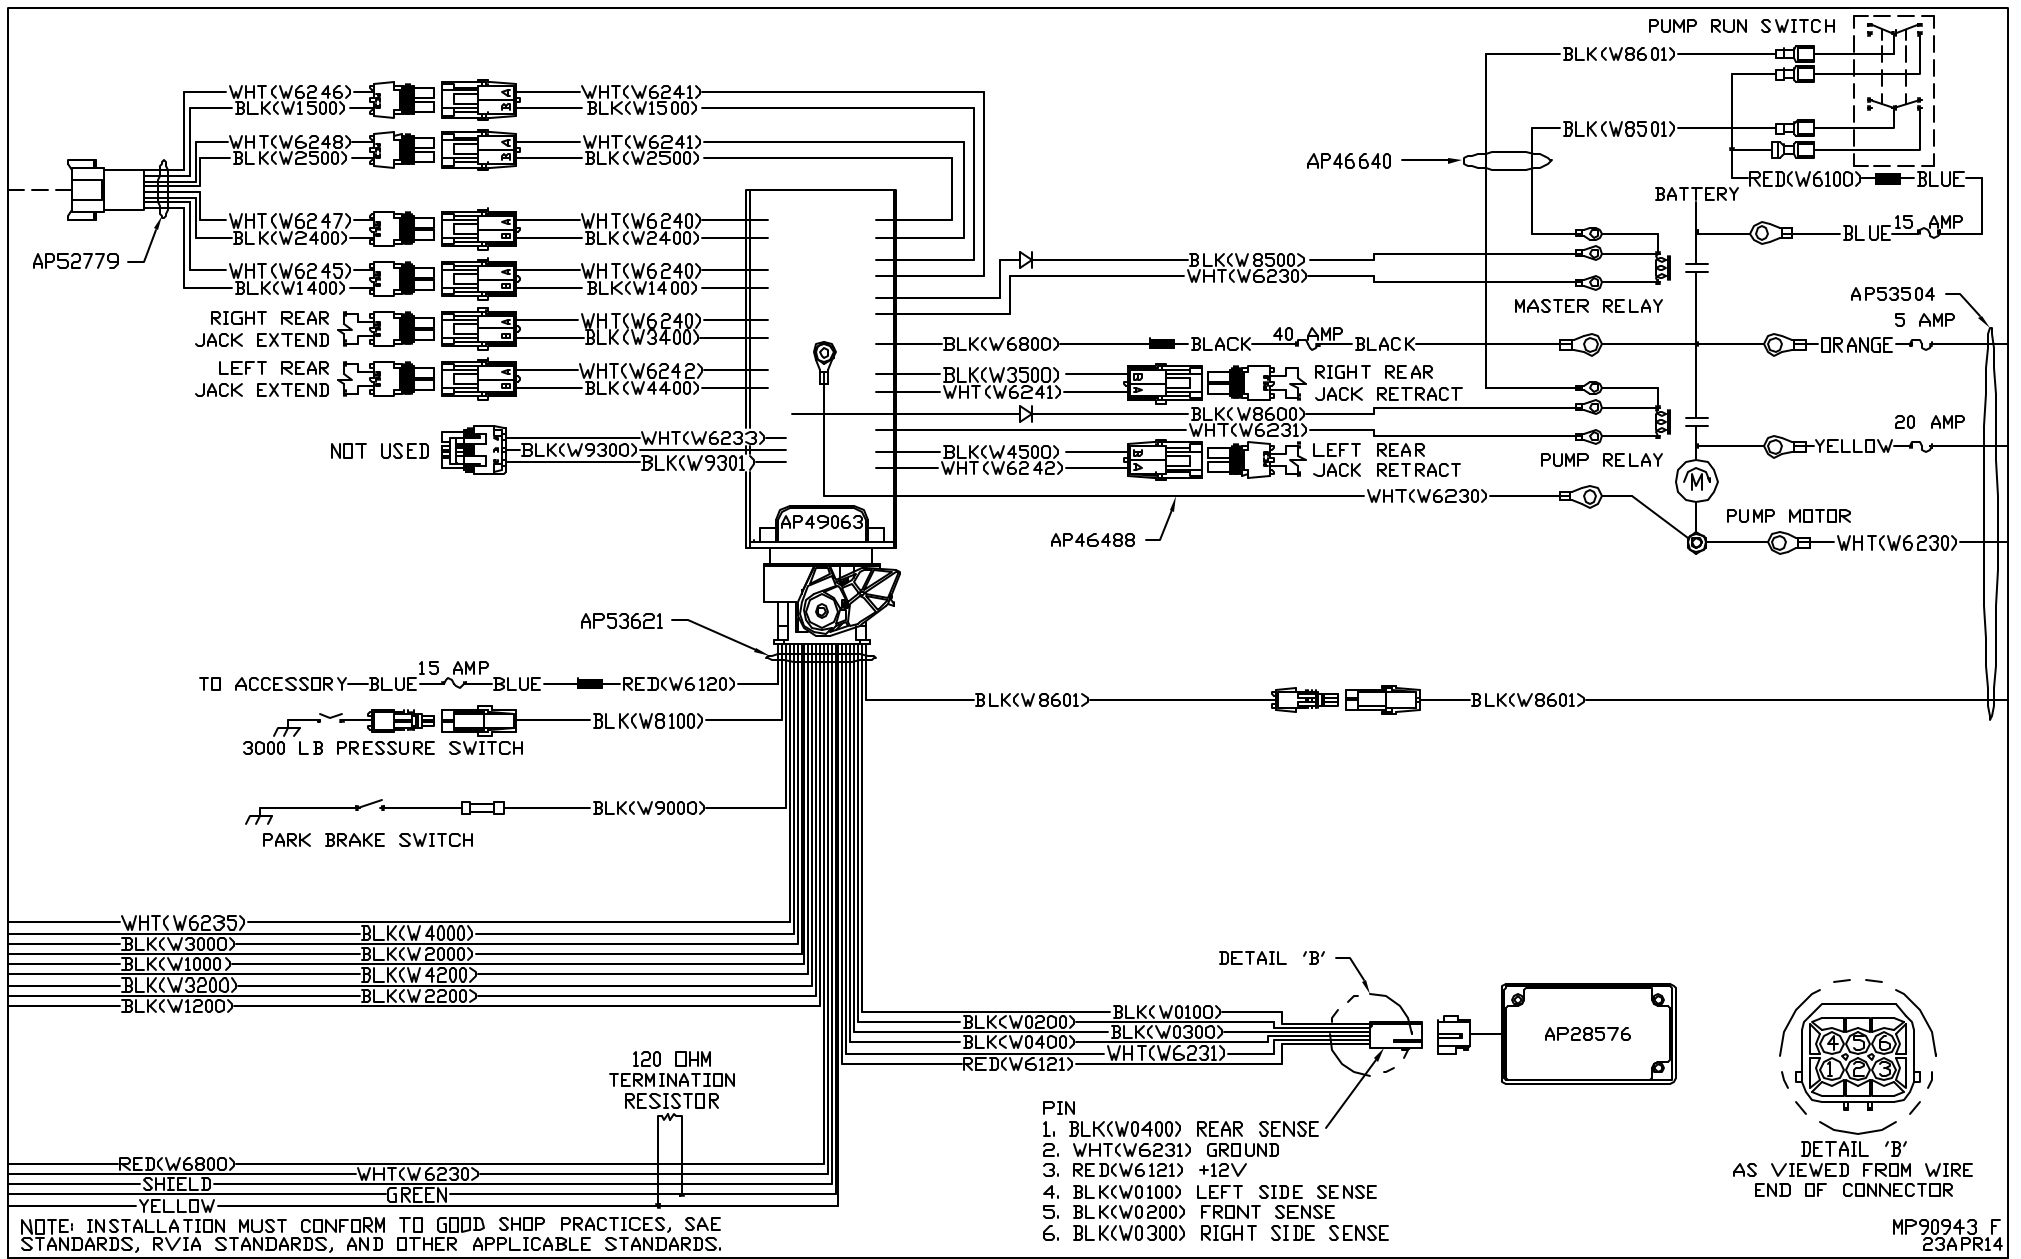 PUMP RUN SWITCH
BLK(W8601)
BLK(W8501)
AP46640
RED(W6100) BLUE
BATTERY
15 AMP
BLUE
WHT(W6246) WHT(W6241)
BLK(W1500) BLK(W1500)
WHT(W6248) WHT(W6241)
BLK(W2500) BLK(W2500)
WHT(W6247) WHT(W6240)
BLK(W2400) BLK(W2400)
AP52779
WHT(W6245) WHT(W6240)
BLK(W1400) BLK(W1400)
RIGHT REAR
JACK EXTEND
WHT(W6240)
BLK(W3400)
LEFT REAR
JACK EXTEND
WHT(W6242)
BLK(W4400)
NOT USED
WHT(W6233)
BLK(W9300)
BLK(W9301)
A
B
A
B
A
B
A
B
A
B
A
B
BLK(W8500)
WHT(W6230)
MASTER RELAY
AP53504
5 AMP
BLK(W6800) BLACK 40 AMP BLACK
ORANGE
BLK(W3500)
WHT(W6241)
B
A
RIGHT REAR
JACK RETRACT
BLK(W8600)
WHT(W6231)
20 AMP
YELLOW
BLK(W4500)
WHT(W6242)
B
A
LEFT REAR
JACK RETRACT
PUMP RELAY
M
WHT(W6230)
PUMP MOTOR
AP46488
WHT(W6230)
AP49063
AP53621
TO ACCESSORY BLUE 15 AMP BLUE RED(W6120)
BLK(W8100)
3000 LB PRESSURE SWITCH
BLK(W8601) BLK(W8601)
BLK(W9000)
PARK BRAKE SWITCH
WHT(W6235)
BLK(W4000)
BLK(W3000)
BLK(W2000)
BLK(W1000)
BLK(W4200)
BLK(W3200)
BLK(W2200)
BLK(W1200)
DETAIL 'B'
BLK(W0100)
BLK(W0200)
BLK(W0300)
BLK(W0400)
WHT(W6231)
RED(W6121)
AP28576
4 5 6
1 2 3
120 OHM
TERMINATION
RESISTOR
PIN
1. BLK(W0400) REAR SENSE
2. WHT(W6231) GROUND
3. RED(W6121) +12V
4. BLK(W0100) LEFT SIDE SENSE
5. BLK(W0200) FRONT SENSE
6. BLK(W0300) RIGHT SIDE SENSE
DETAIL 'B'
AS VIEWED FROM WIRE
END OF CONNECTOR
RED(W6800)
WHT(W6230)
SHIELD
GREEN
YELLOW
NOTE: INSTALLATION MUST CONFORM TO GOOD SHOP PRACTICES, SAE
STANDARDS, RVIA STANDARDS, AND OTHER APPLICABLE STANDARDS.
MP90943 F
23APR14